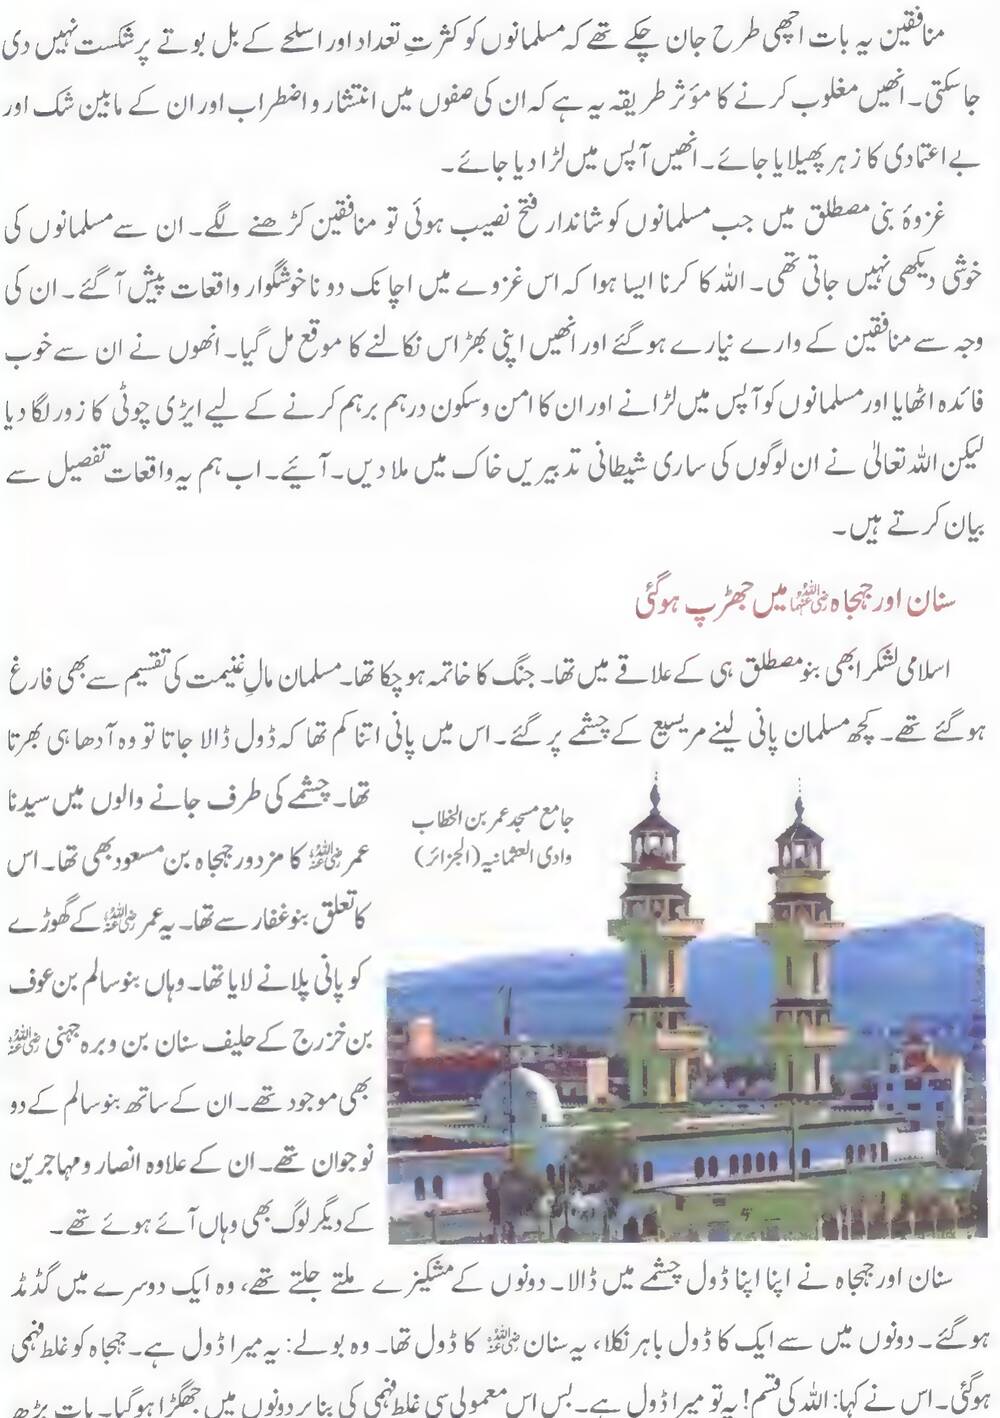 منافقین یہ بات اچھی طرح جان چکے تھے کہ مسلمانوں کو کثرتِ تعداد اور اسلحے کے بل بوتے پر شکست نہیں دی
جاسکتی۔ انھیں مغلوب کرنے کا مؤثر طریقہ یہ ہے کہ ان کی صفوں میں انتشار و اضطراب اور ان کے مابین شک اور
بے اعتمادی کا زہر پھیلایا جائے۔ انھیں آپس میں لڑا دیا جائے۔
غزوۂ بنی مصطلق میں جب مسلمانوں کو شاندار فتح نصیب ہوئی تو منافقین کڑھنے لگے۔ ان سے مسلمانوں کی
خوشی دیکھی نہیں جاتی تھی۔ اللہ کا کرنا ایسا ہوا کہ اس غزوے میں اچانک دو ناخوشگوار واقعات پیش آگئے۔ ان کی
وجہ سے منافقین کے وارے نیارے ہوگئے اور انھیں اپنی بھڑاس نکالنے کا موقع مل گیا۔ انھوں نے ان سے خوب
فائدہ اٹھایا اور مسلمانوں کو آپس میں لڑانے اور ان کا امن وسکون درہم برہم کرنے کے لیے ایڑی چوٹی کا زور لگا دیا
لیکن اللہ تعالیٰ نے ان لوگوں کی ساری شیطانی تدبیریں خاک میں ملا دیں۔ آئیے۔ اب ہم یہ واقعات تفصیل سے
بیان کرتے ہیں۔
سنان اور جہجاہ رضی اللہ عنہما میں جھڑپ ہوگئی
اسلامی لشکر ابھی بنو مصطلق ہی کے علاقے میں تھا۔ جنگ کا خاتمہ ہو چکا تھا۔ مسلمان مالِ غنیمت کی تقسیم سے بھی فارغ
ہوگئے تھے۔ کچھ مسلمان پانی لینے مریسیع کے چشمے پر گئے۔ اس میں پانی اتنا کم تھا کہ ڈول ڈالا جاتا تو وہ آدھا ہی بھرتا
تھا۔ چشمے کی طرف جانے والوں میں سیدنا
عمر رضی اللہ عنہ کا مزدور جہجاہ بن مسعود بھی تھا۔ اس
کا تعلق بنو غفار سے تھا۔ یہ عمر رضی اللہ عنہ کے گھوڑے
کو پانی پلانے لایا تھا۔ وہاں بنو سالم بن عوف
بن خزرج کے حلیف سنان بن وبرہ جہنی رضی اللہ عنہ
بھی موجود تھے۔ ان کے ساتھ بنو سالم کے دو
نوجوان تھے۔ ان کے علاوہ انصار و مہاجرین
کے دیگر لوگ بھی وہاں آئے ہوئے تھے۔
جامع مسجد عمر بن الخطاب
وادی العثمانیہ (الجزائر)
سنان اور جہجاہ نے اپنا اپنا ڈول چشمے میں ڈالا۔ دونوں کے مشکیزے ملتے جلتے تھے، وہ ایک دوسرے میں گڈمڈ
ہوگئے۔ دونوں میں سے ایک کا ڈول باہر نکلا، یہ سنان رضی اللہ عنہ کا ڈول تھا۔ وہ بولے: یہ میرا ڈول ہے۔ جہجاہ کو غلط فہمی
ہوگئی۔ اس نے کہا: اللہ کی قسم! یہ تو میرا ڈول ہے۔ بس اس معمولی سی غلط فہمی کی بنا پر دونوں میں جھگڑا ہوگیا۔ بات بڑھ